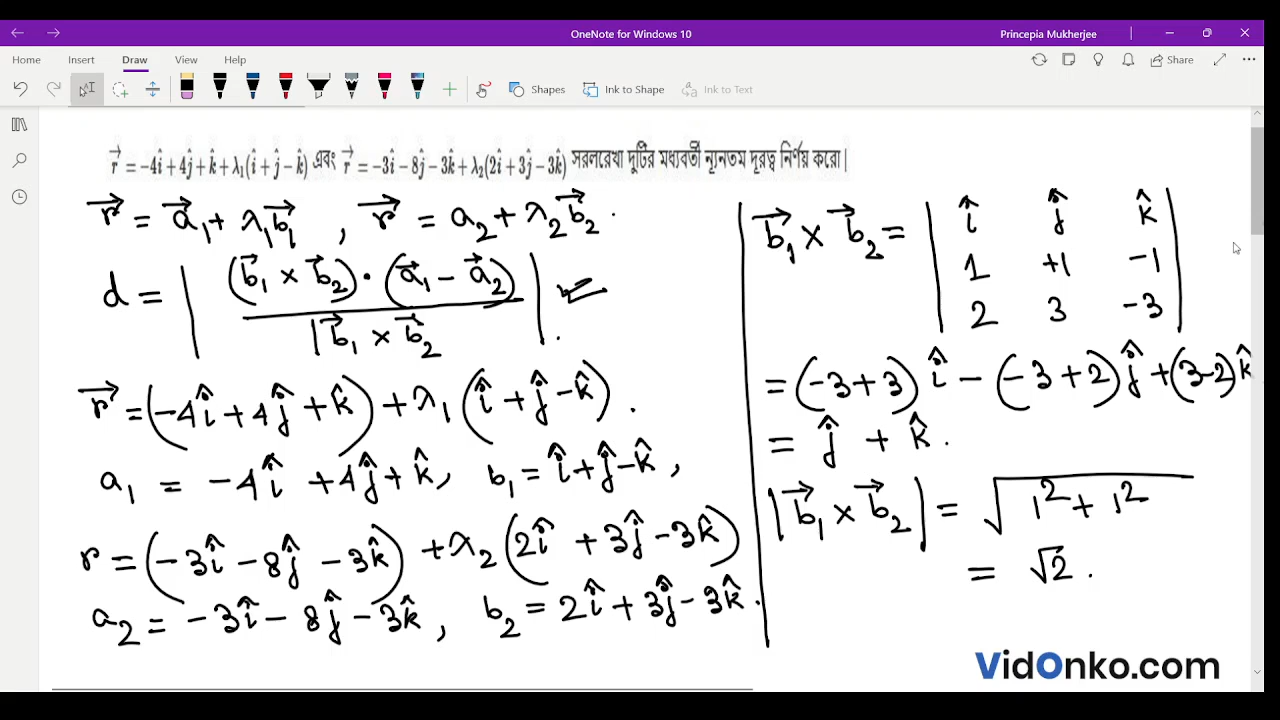 OneNote for Windows 10
Princepia Mukherjee
Home Insert Draw View Help
Share
Shapes
Ink to Shape
Ink to Text
r⃗ = −4î + 4ĵ + k̂ + λ₁(î + ĵ − k̂) এবং r⃗ = −3î − 8ĵ − 3k̂ + λ₂(2î + 3ĵ − 3k̂) সরলরেখা দুটির মধ্যবর্তী ন্যূনতম দূরত্ব নির্ণয় করো।
r⃗ = a⃗₁ + λ₁b⃗₁ , r⃗ = a₂ + λ₂b⃗₂ .
d = | (b⃗₁ × b⃗₂) · (a⃗₁ − a⃗₂) / |b⃗₁ × b⃗₂ | .
r⃗ = (−4î + 4ĵ + k̂) + λ₁ (î + ĵ − k̂) .
a₁ = −4î + 4ĵ + k̂, b₁ = î + ĵ − k̂ ,
r = (−3î − 8ĵ − 3k̂) + λ₂ (2î + 3ĵ − 3k̂)
a₂ = −3î − 8ĵ − 3k̂ , b₂ = 2î + 3ĵ − 3k̂ .
b⃗₁ × b⃗₂ = | î ĵ k̂
1 +1 −1
2 3 −3 |
= (−3+3) î − (−3+2) ĵ + (3−2) k̂
= ĵ + k̂ .
|b⃗₁ × b⃗₂| = √(1² + 1²)
= √2 .
VidOnko.com